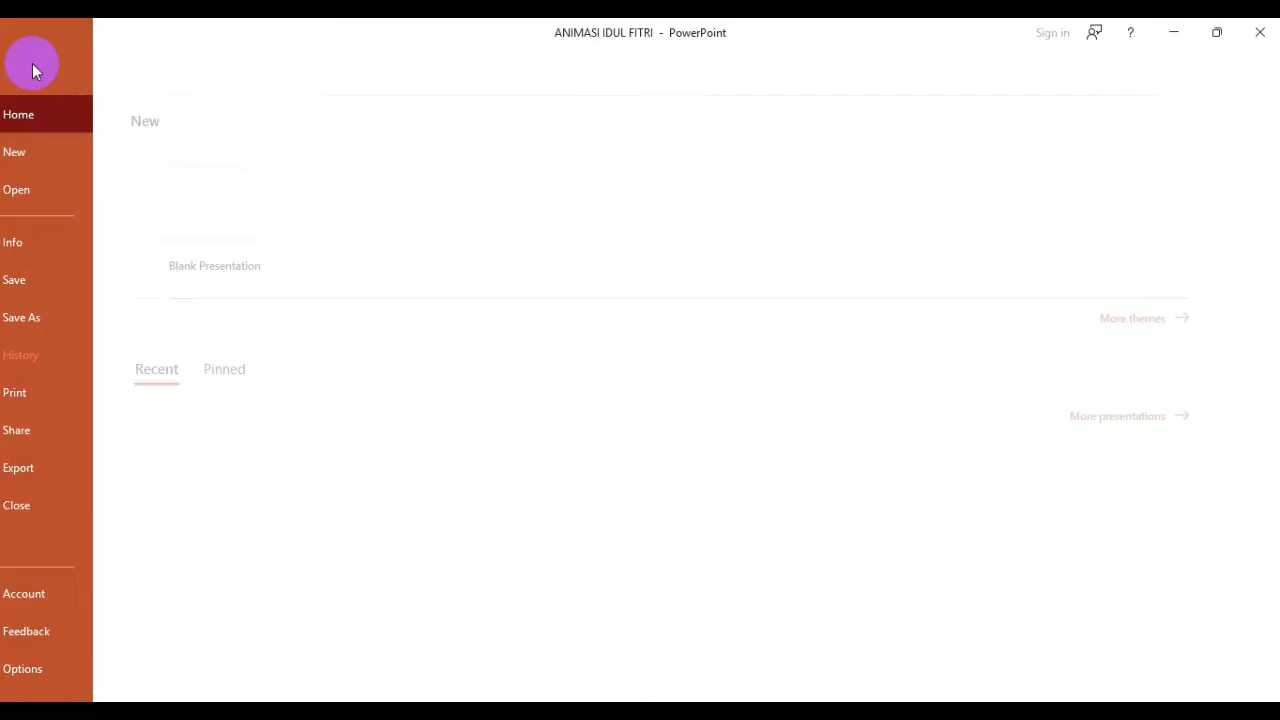 ANIMASI IDUL FITRI - PowerPoint
Sign in
?
Home
New
Open
Info
Save
Save As
History
Print
Share
Export
Close
Account
Feedback
Options
New
Blank Presentation
More themes
Recent
Pinned
More presentations